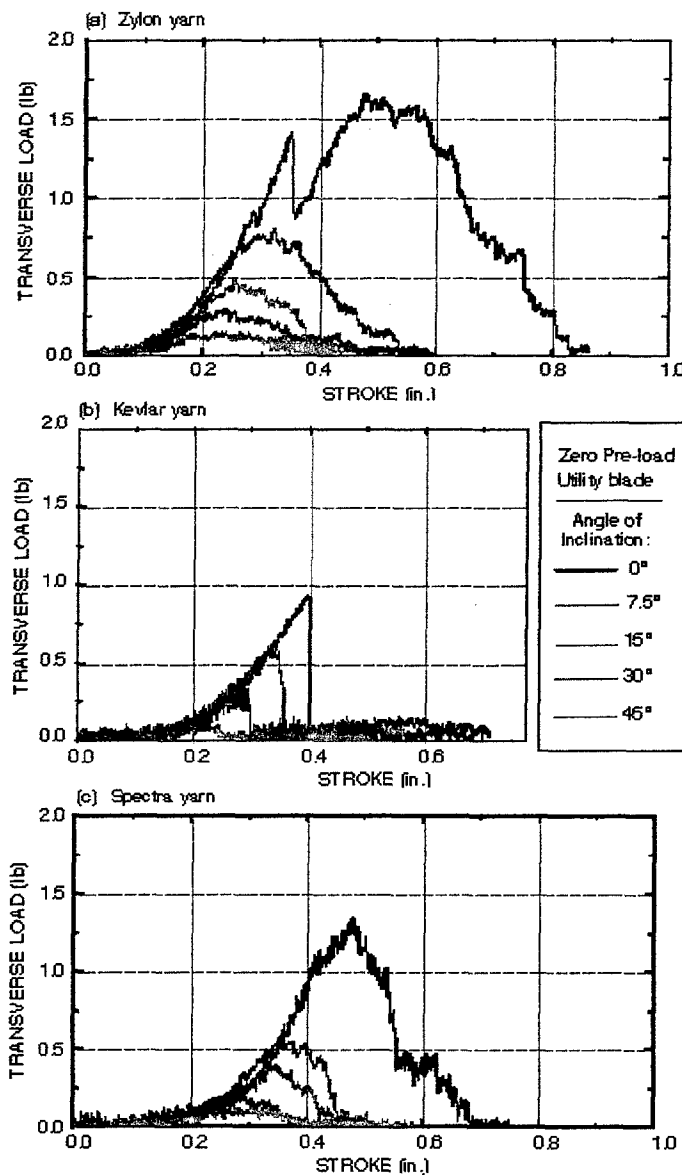 (a) Zylon yarn
2.0
1.5
1.0
0.5
0.0
TRANSVERSE LOAD (lb)
0.0 0.2 0.4 0.6 0.8 1.0
STROKE (in.)
(b) Kevlar yarn
2.0
1.5
1.0
0.5
0.0
TRANSVERSE LOAD (lb)
0.0 0.2 0.4 0.6
STROKE (in.)
Zero Pre-load
Utility blade
Angle of
Inclination :
0°
7.5°
15°
30°
45°
(c) Spectra yarn
2.0
1.5
1.0
0.5
0.0
TRANSVERSE LOAD (lb)
0.0 0.2 0.4 0.6 0.8 1.0
STROKE (in.)